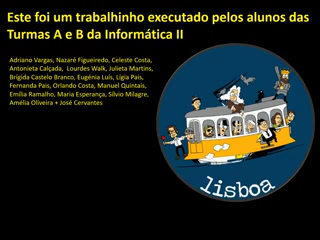 Este foi um trabalhinho executado pelos alunos das
Turmas A e B da Informática II
Adriano Vargas, Nazaré Figueiredo, Celeste Costa,
Antonieta Calçada, Lourdes Walk, Julieta Martins,
Brígida Castelo Branco, Eugénia Luís, Lígia Pais,
Fernanda Pais, Orlando Costa, Manuel Quintais,
Emília Ramalho, Maria Esperança, Sílvio Milagre,
Amélia Oliveira + José Cervantes
lisboa